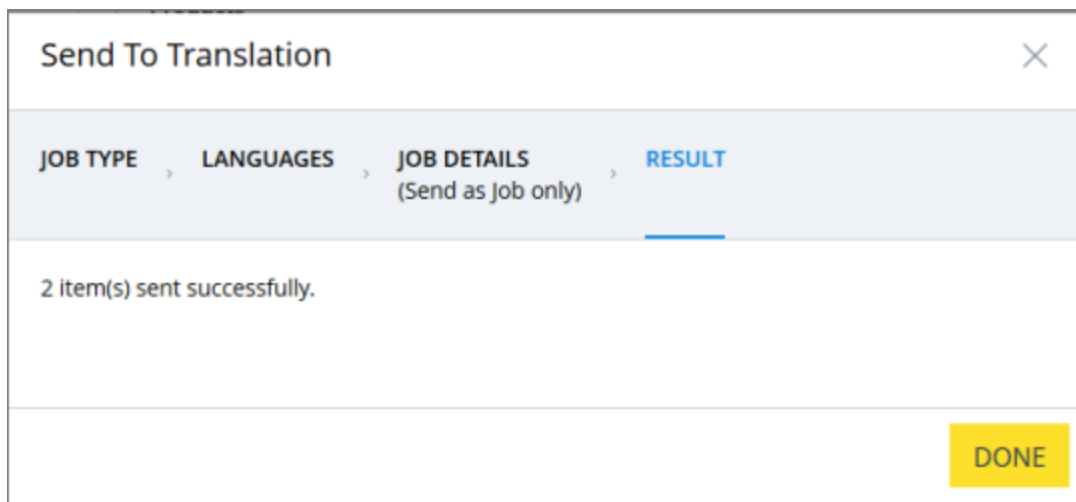 Send To Translation
JOB TYPE › LANGUAGES › JOB DETAILS › RESULT
(Send as Job only)
2 item(s) sent successfully.
DONE